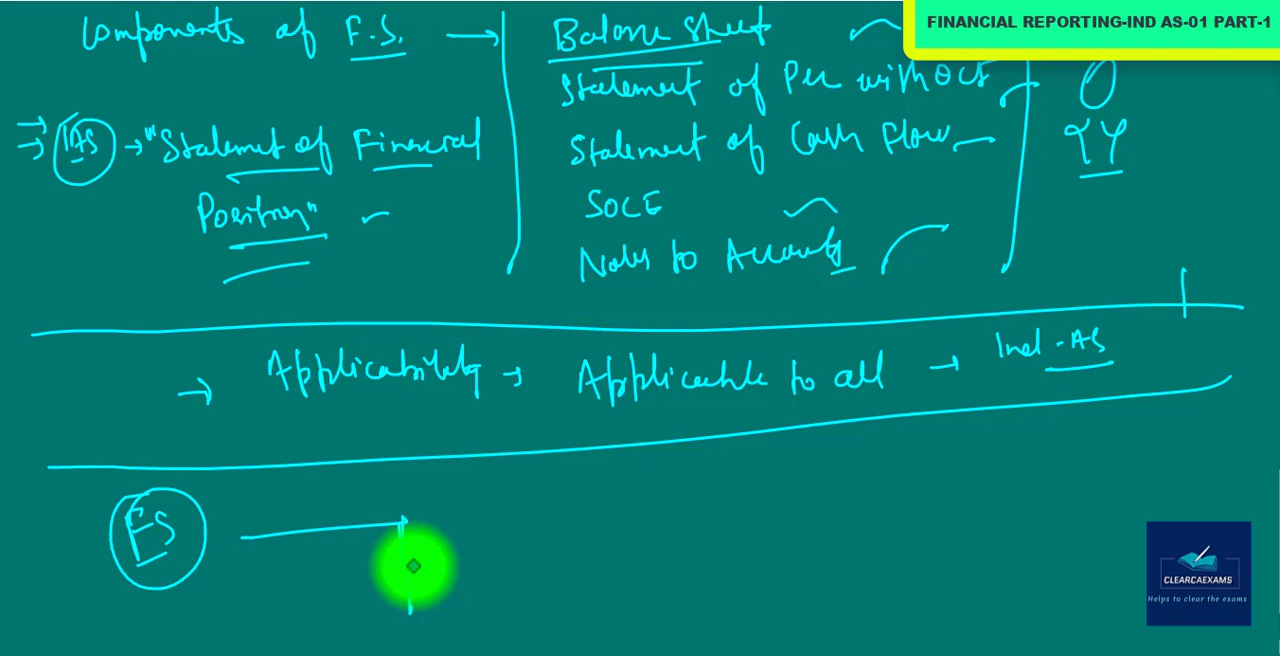 FINANCIAL REPORTING-IND AS-01 PART-1
Components of F.S. → Balance Sheet
Statement of Per with OCI
IAS → "Statement of Financial Position"
Statement of Cash Flow
SOCE
Notes to Accounts
→ Applicability → Applicable to all → Ind-AS
FS
CLEARCAEXAMS
Helps to clear the exams